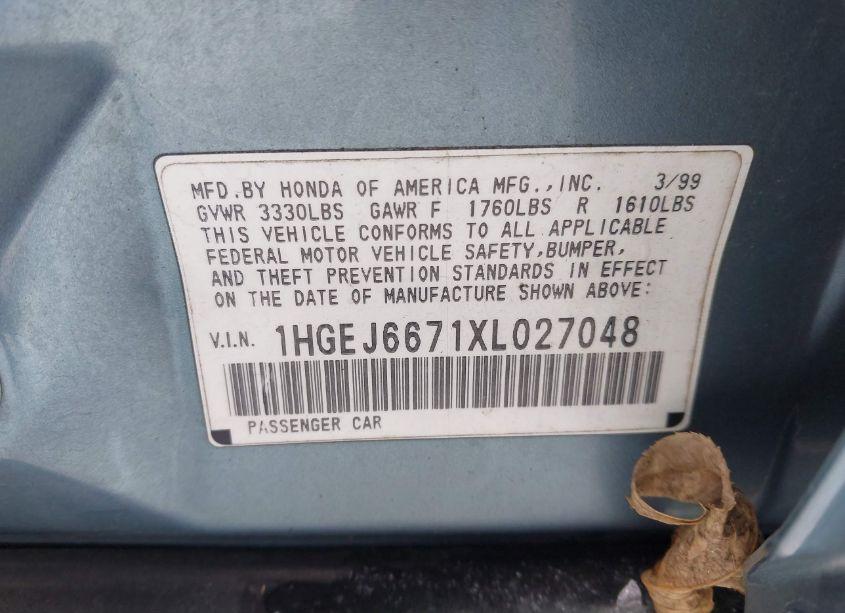 MFD.BY HONDA OF AMERICA MFG.,INC. 3/99
GVWR 3330LBS GAWR F 1760LBS R 1610LBS
THIS VEHICLE CONFORMS TO ALL APPLICABLE
FEDERAL MOTOR VEHICLE SAFETY,BUMPER,
AND THEFT PREVENTION STANDARDS IN EFFECT
ON THE DATE OF MANUFACTURE SHOWN ABOVE:
V.I.N. 1HGEJ6671XL027048
PASSENGER CAR